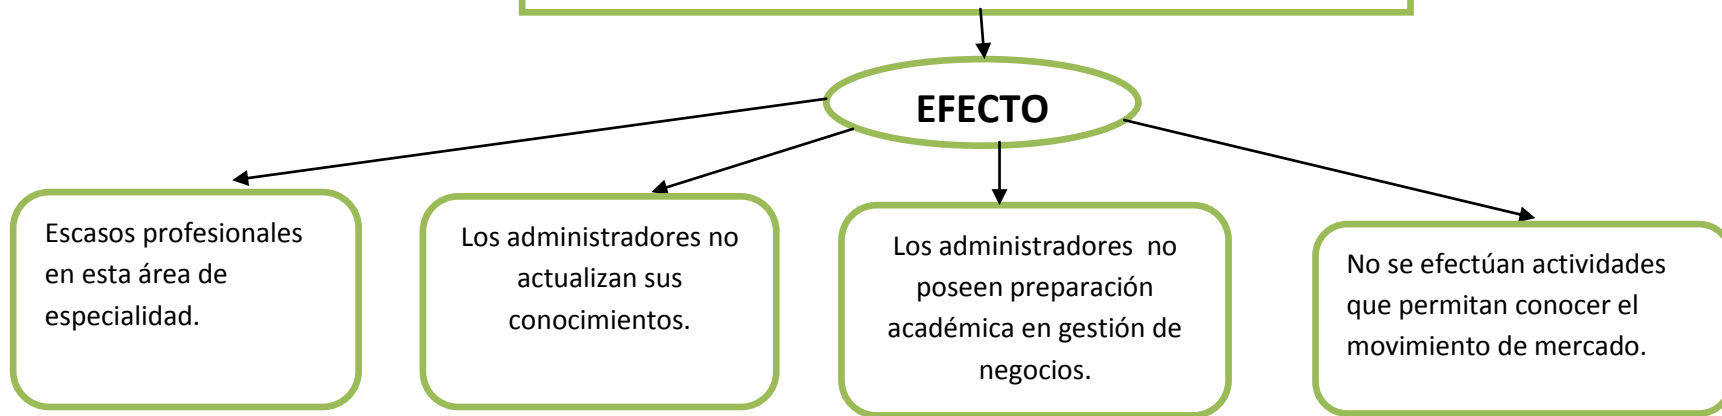 EFECTO
Escasos profesionales
en esta área de
especialidad.
Los administradores no
actualizan sus
conocimientos.
Los administradores  no
poseen preparación
académica en gestión de
negocios.
No se efectúan actividades
que permitan conocer el
movimiento de mercado.